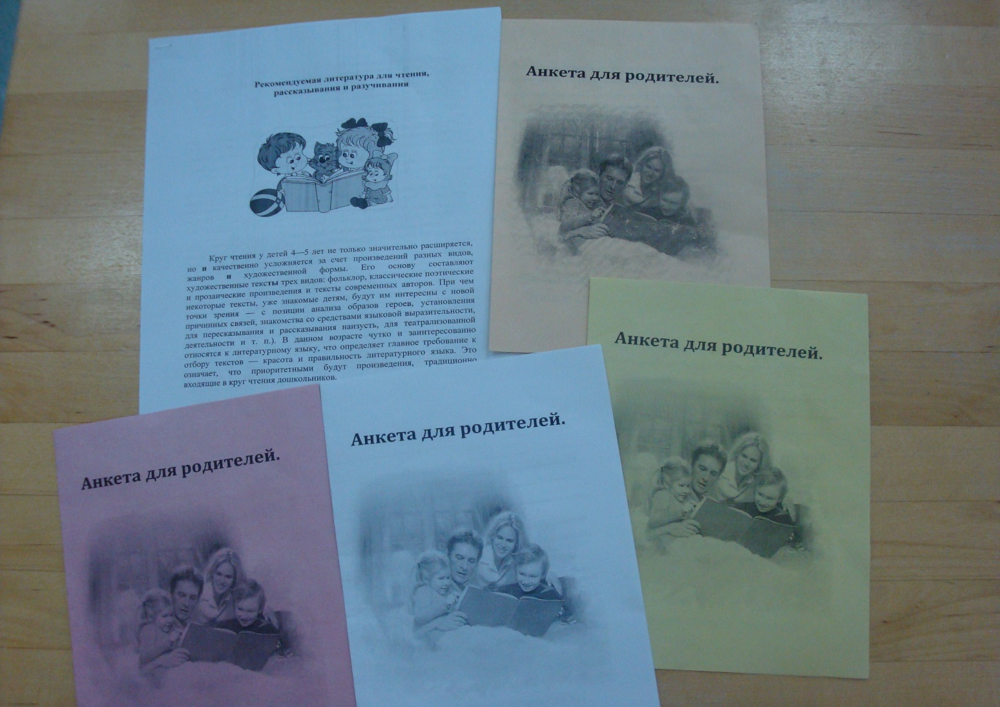 Рекомендуемая литература для чтения,
рассказывания и разучивания
Круг чтения у детей 4—5 лет не только значительно расширяется,
но и качественно усложняется за счет произведений разных видов,
жанров и художественной формы. Его основу составляют
художественные тексты трех видов: фольклор, классические поэтические
и прозаические произведения и тексты современных авторов. При чем
некоторые тексты, уже знакомые детям, будут им интересны с новой
точки зрения — с позиции анализа образов героев, установления
причинных связей, знакомства со средствами языковой выразительности,
для пересказывания и рассказывания наизусть, для театрализованной
деятельности и т. п.). В данном возрасте чутко и заинтересованно
относятся к литературному языку, что определяет главное требование к
отбору текстов — красота и правильность литературного языка. Это
означает, что приоритетными будут произведения, традиционно
входящие в круг чтения дошкольников.
Анкета для родителей.
Анкета для родителей.
Анкета для родителей.
Анкета для родителей.